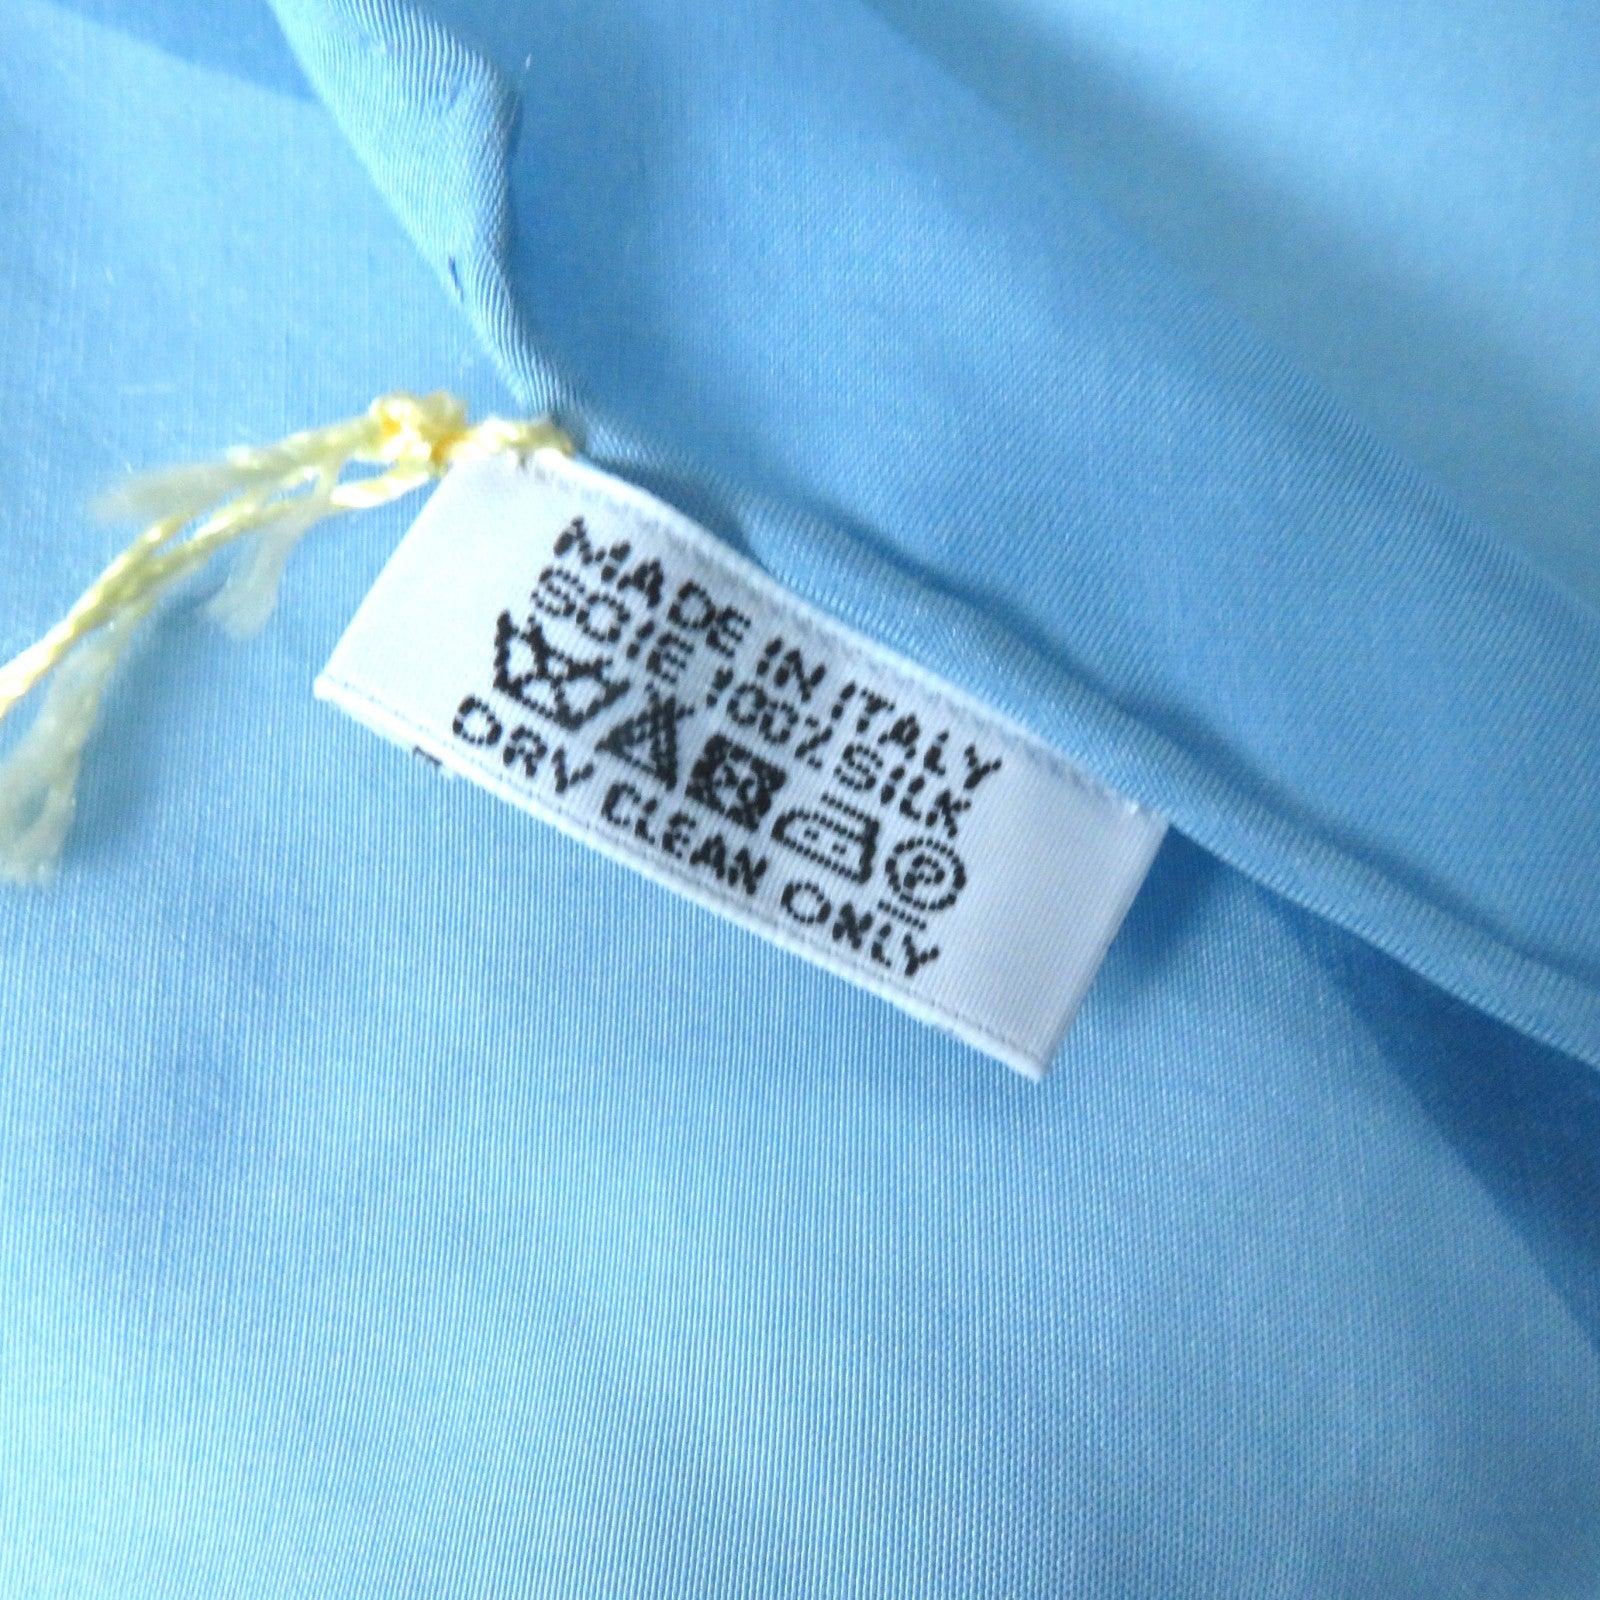 MADE IN ITALY
SOIE 100% SILK
DRY CLEAN ONLY